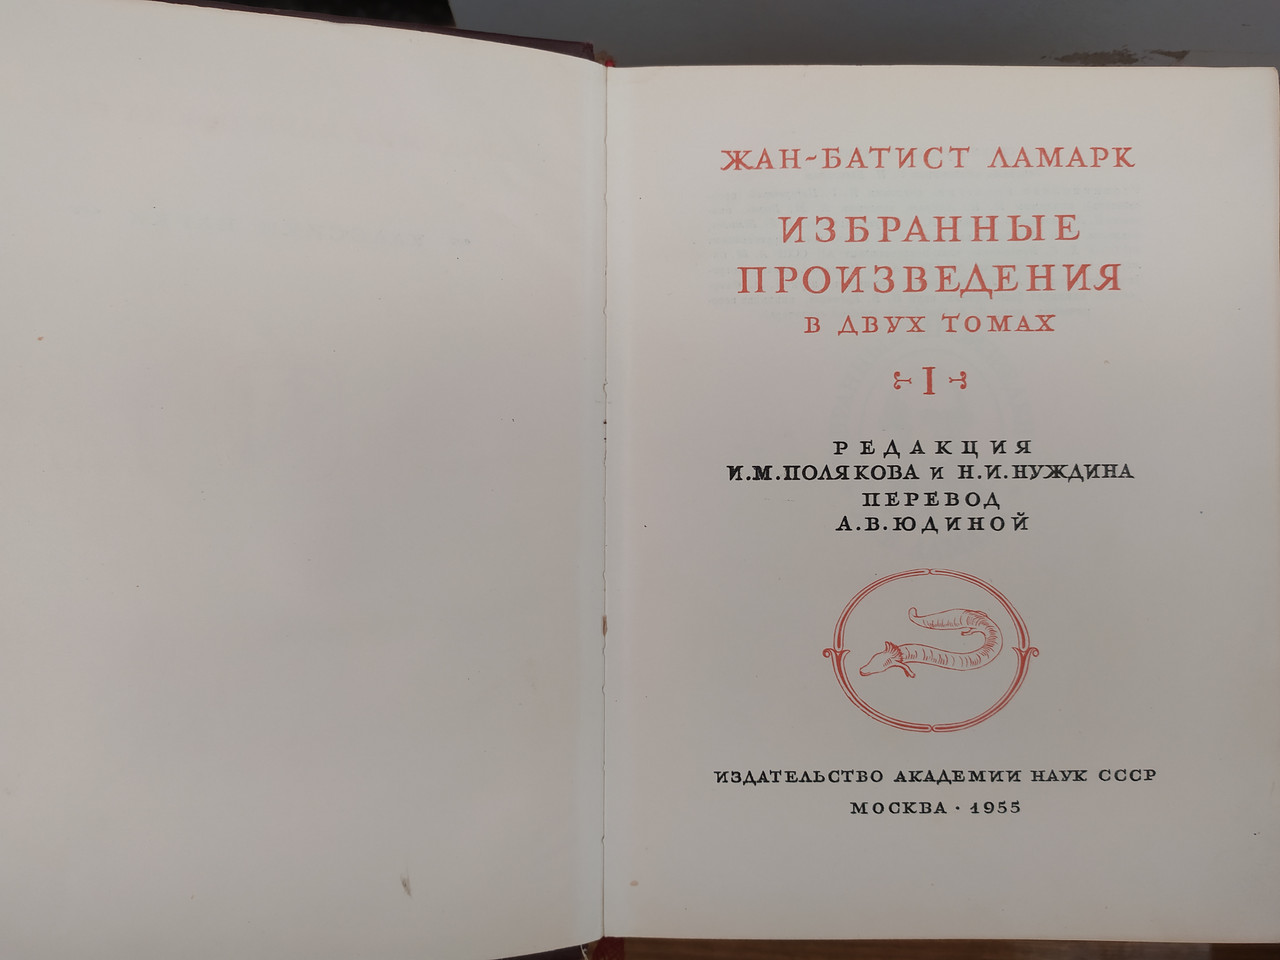 ЖАН-БАТИСТ ЛАМАРК
ИЗБРАННЫЕ
ПРОИЗВЕДЕНИЯ
В ДВУХ ТОМАХ
I
РЕДАКЦИЯ
И.М.ПОЛЯКОВА и Н.И.НУЖДИНА
ПЕРЕВОД
А.В.ЮДИНОЙ
ИЗДАТЕЛЬСТВО АКАДЕМИИ НАУК СССР
МОСКВА · 1955